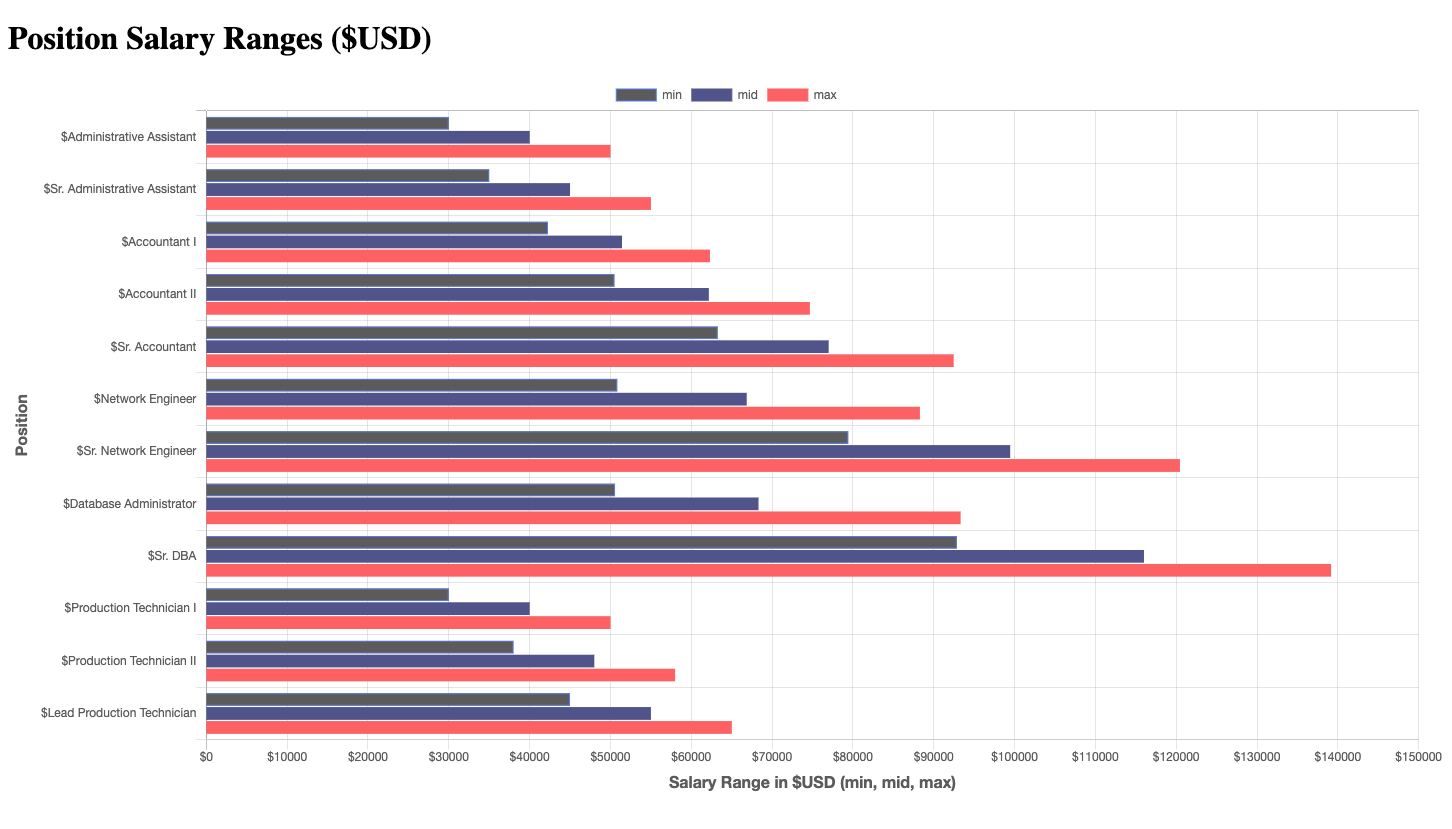 Position Salary Ranges ($USD)
min mid max
$Administrative Assistant
$Sr. Administrative Assistant
$Accountant I
$Accountant II
$Sr. Accountant
$Network Engineer
$Sr. Network Engineer
$Database Administrator
$Sr. DBA
$Production Technician I
$Production Technician II
$Lead Production Technician
Position
$0 $10000 $20000 $30000 $40000 $50000 $60000 $70000 $80000 $90000 $100000 $110000 $120000 $130000 $140000 $150000
Salary Range in $USD (min, mid, max)